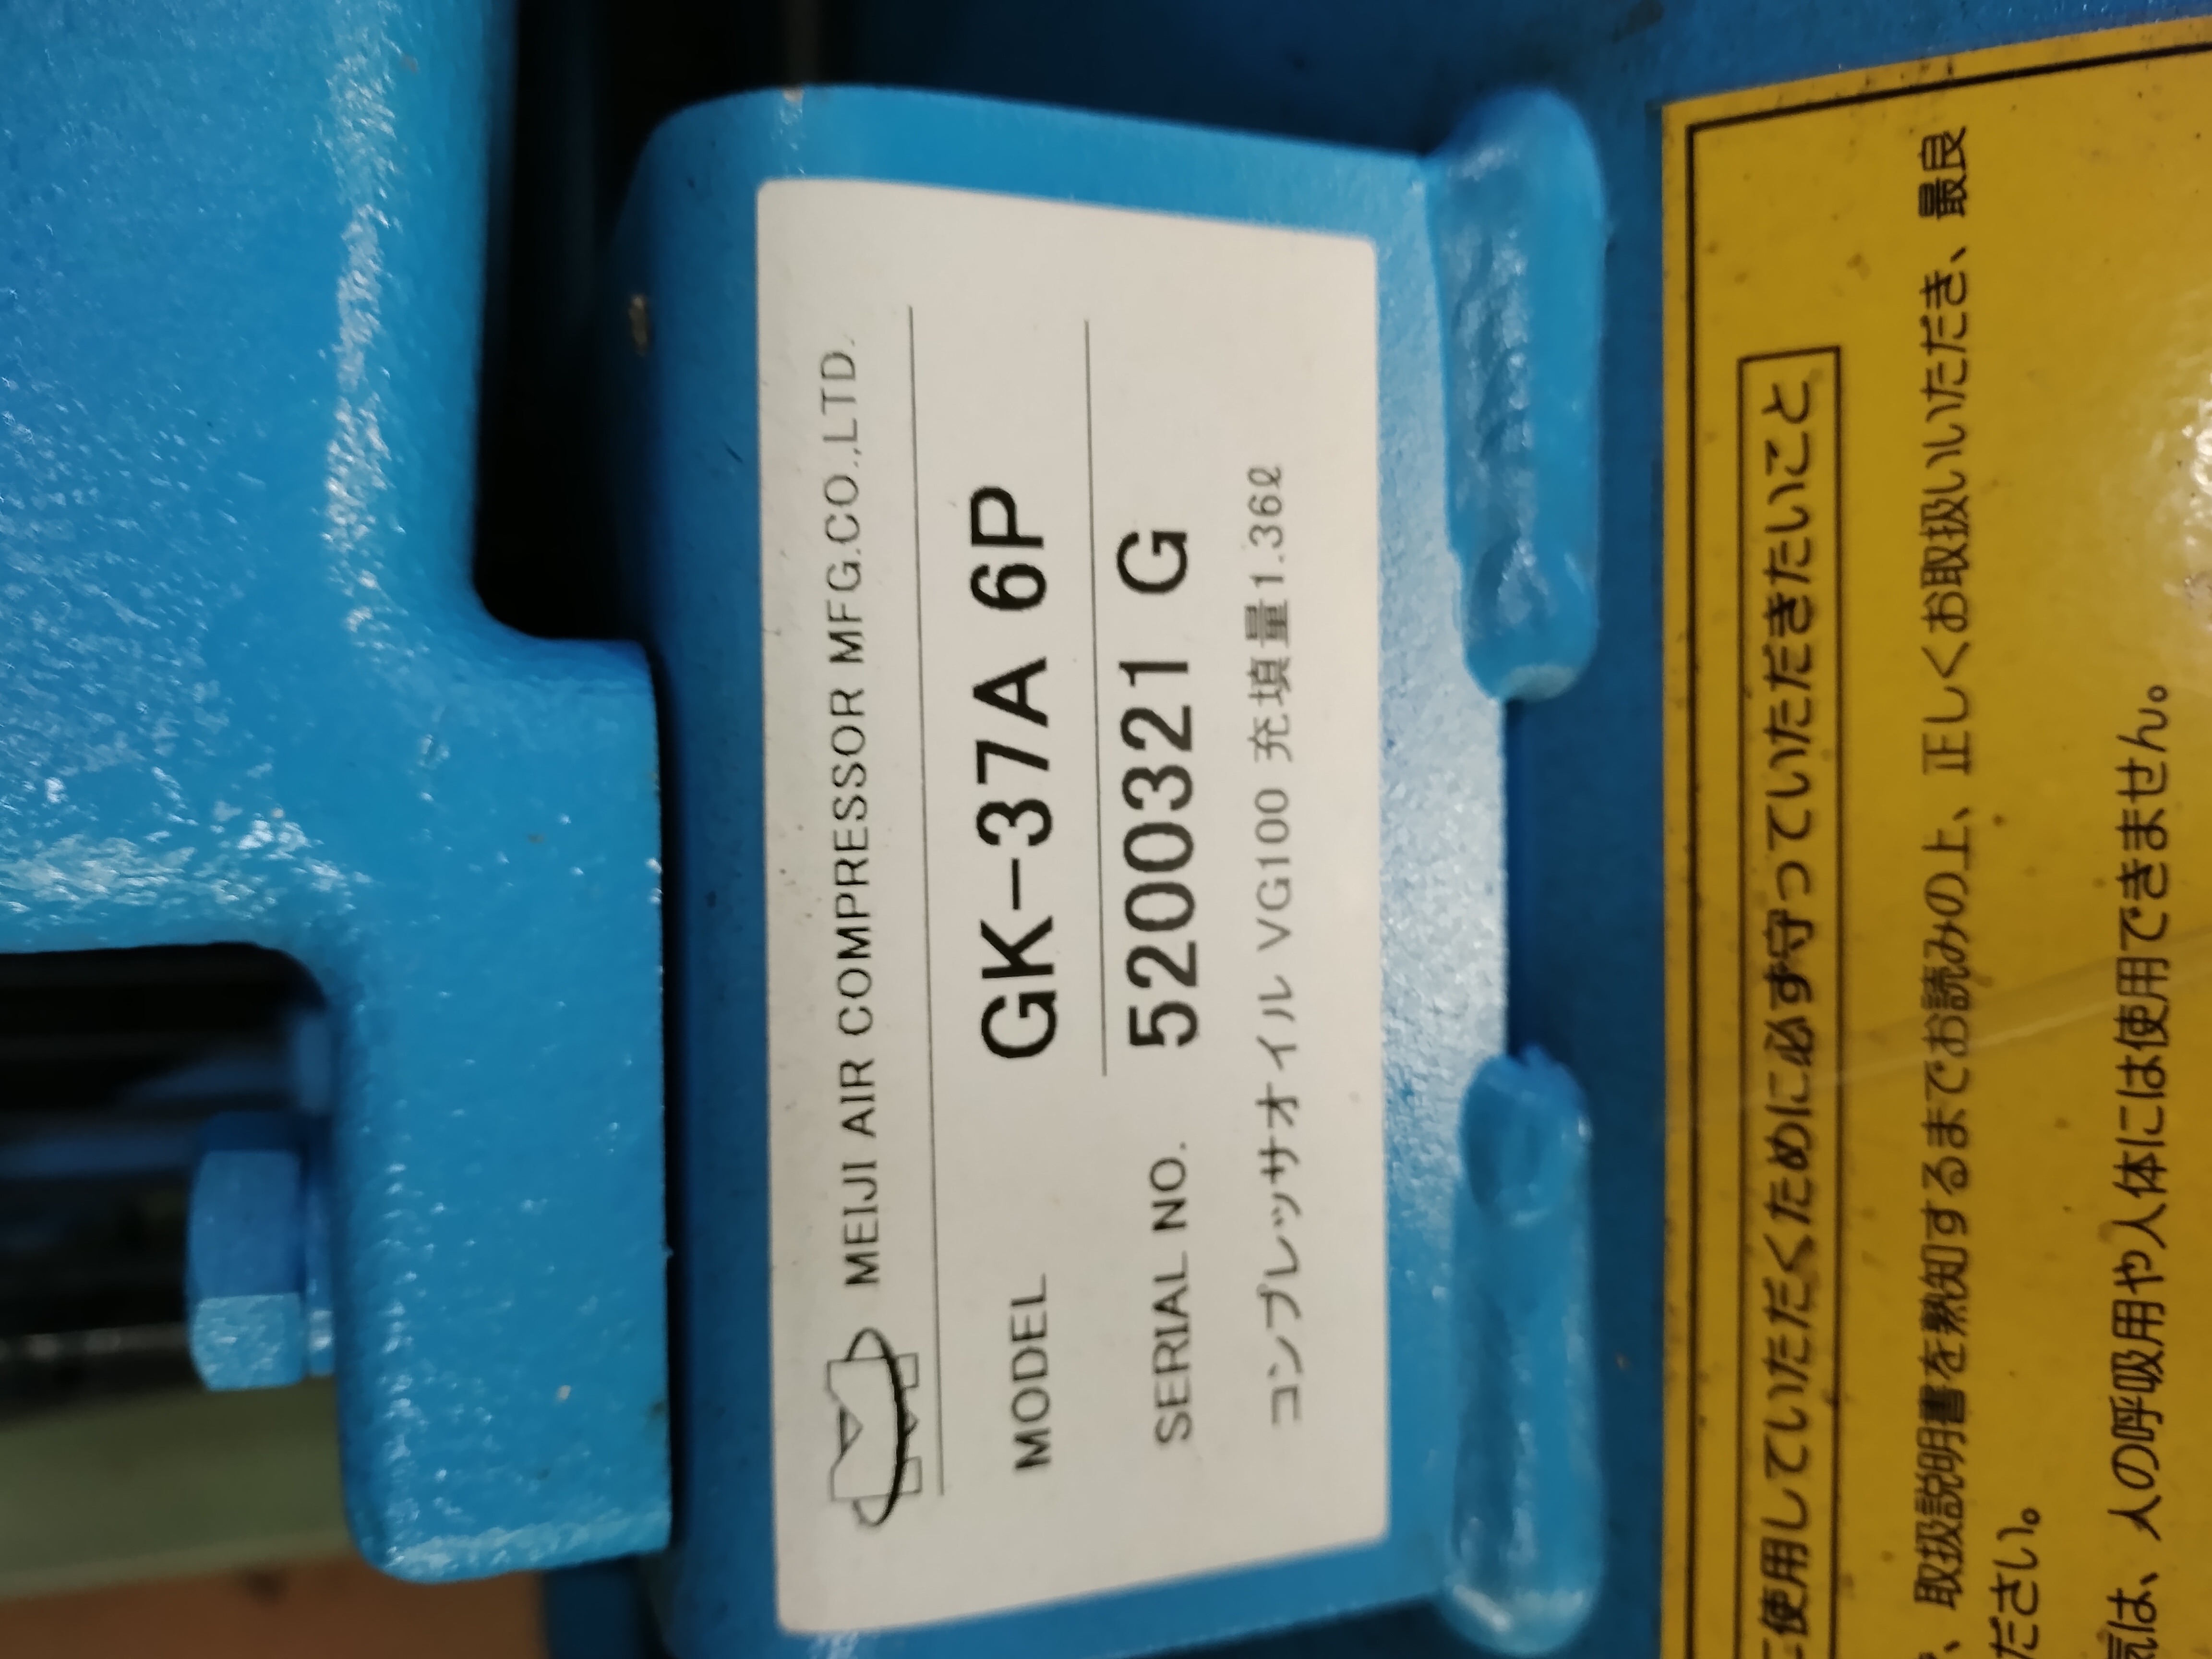 MEIJI AIR COMPRESSOR MFG.CO.,LTD.
MODEL GK-37A 6P
SERIAL NO. 5200321 G
コンプレッサオイル VG100 充填量1.36ℓ
に使用していただくために必ず守っていただきたいこと
、取扱説明書を熟知するまでお読みの上、正しくお取扱いいただき、最良
ださい。
気は、人の呼吸用や人体には使用できません。